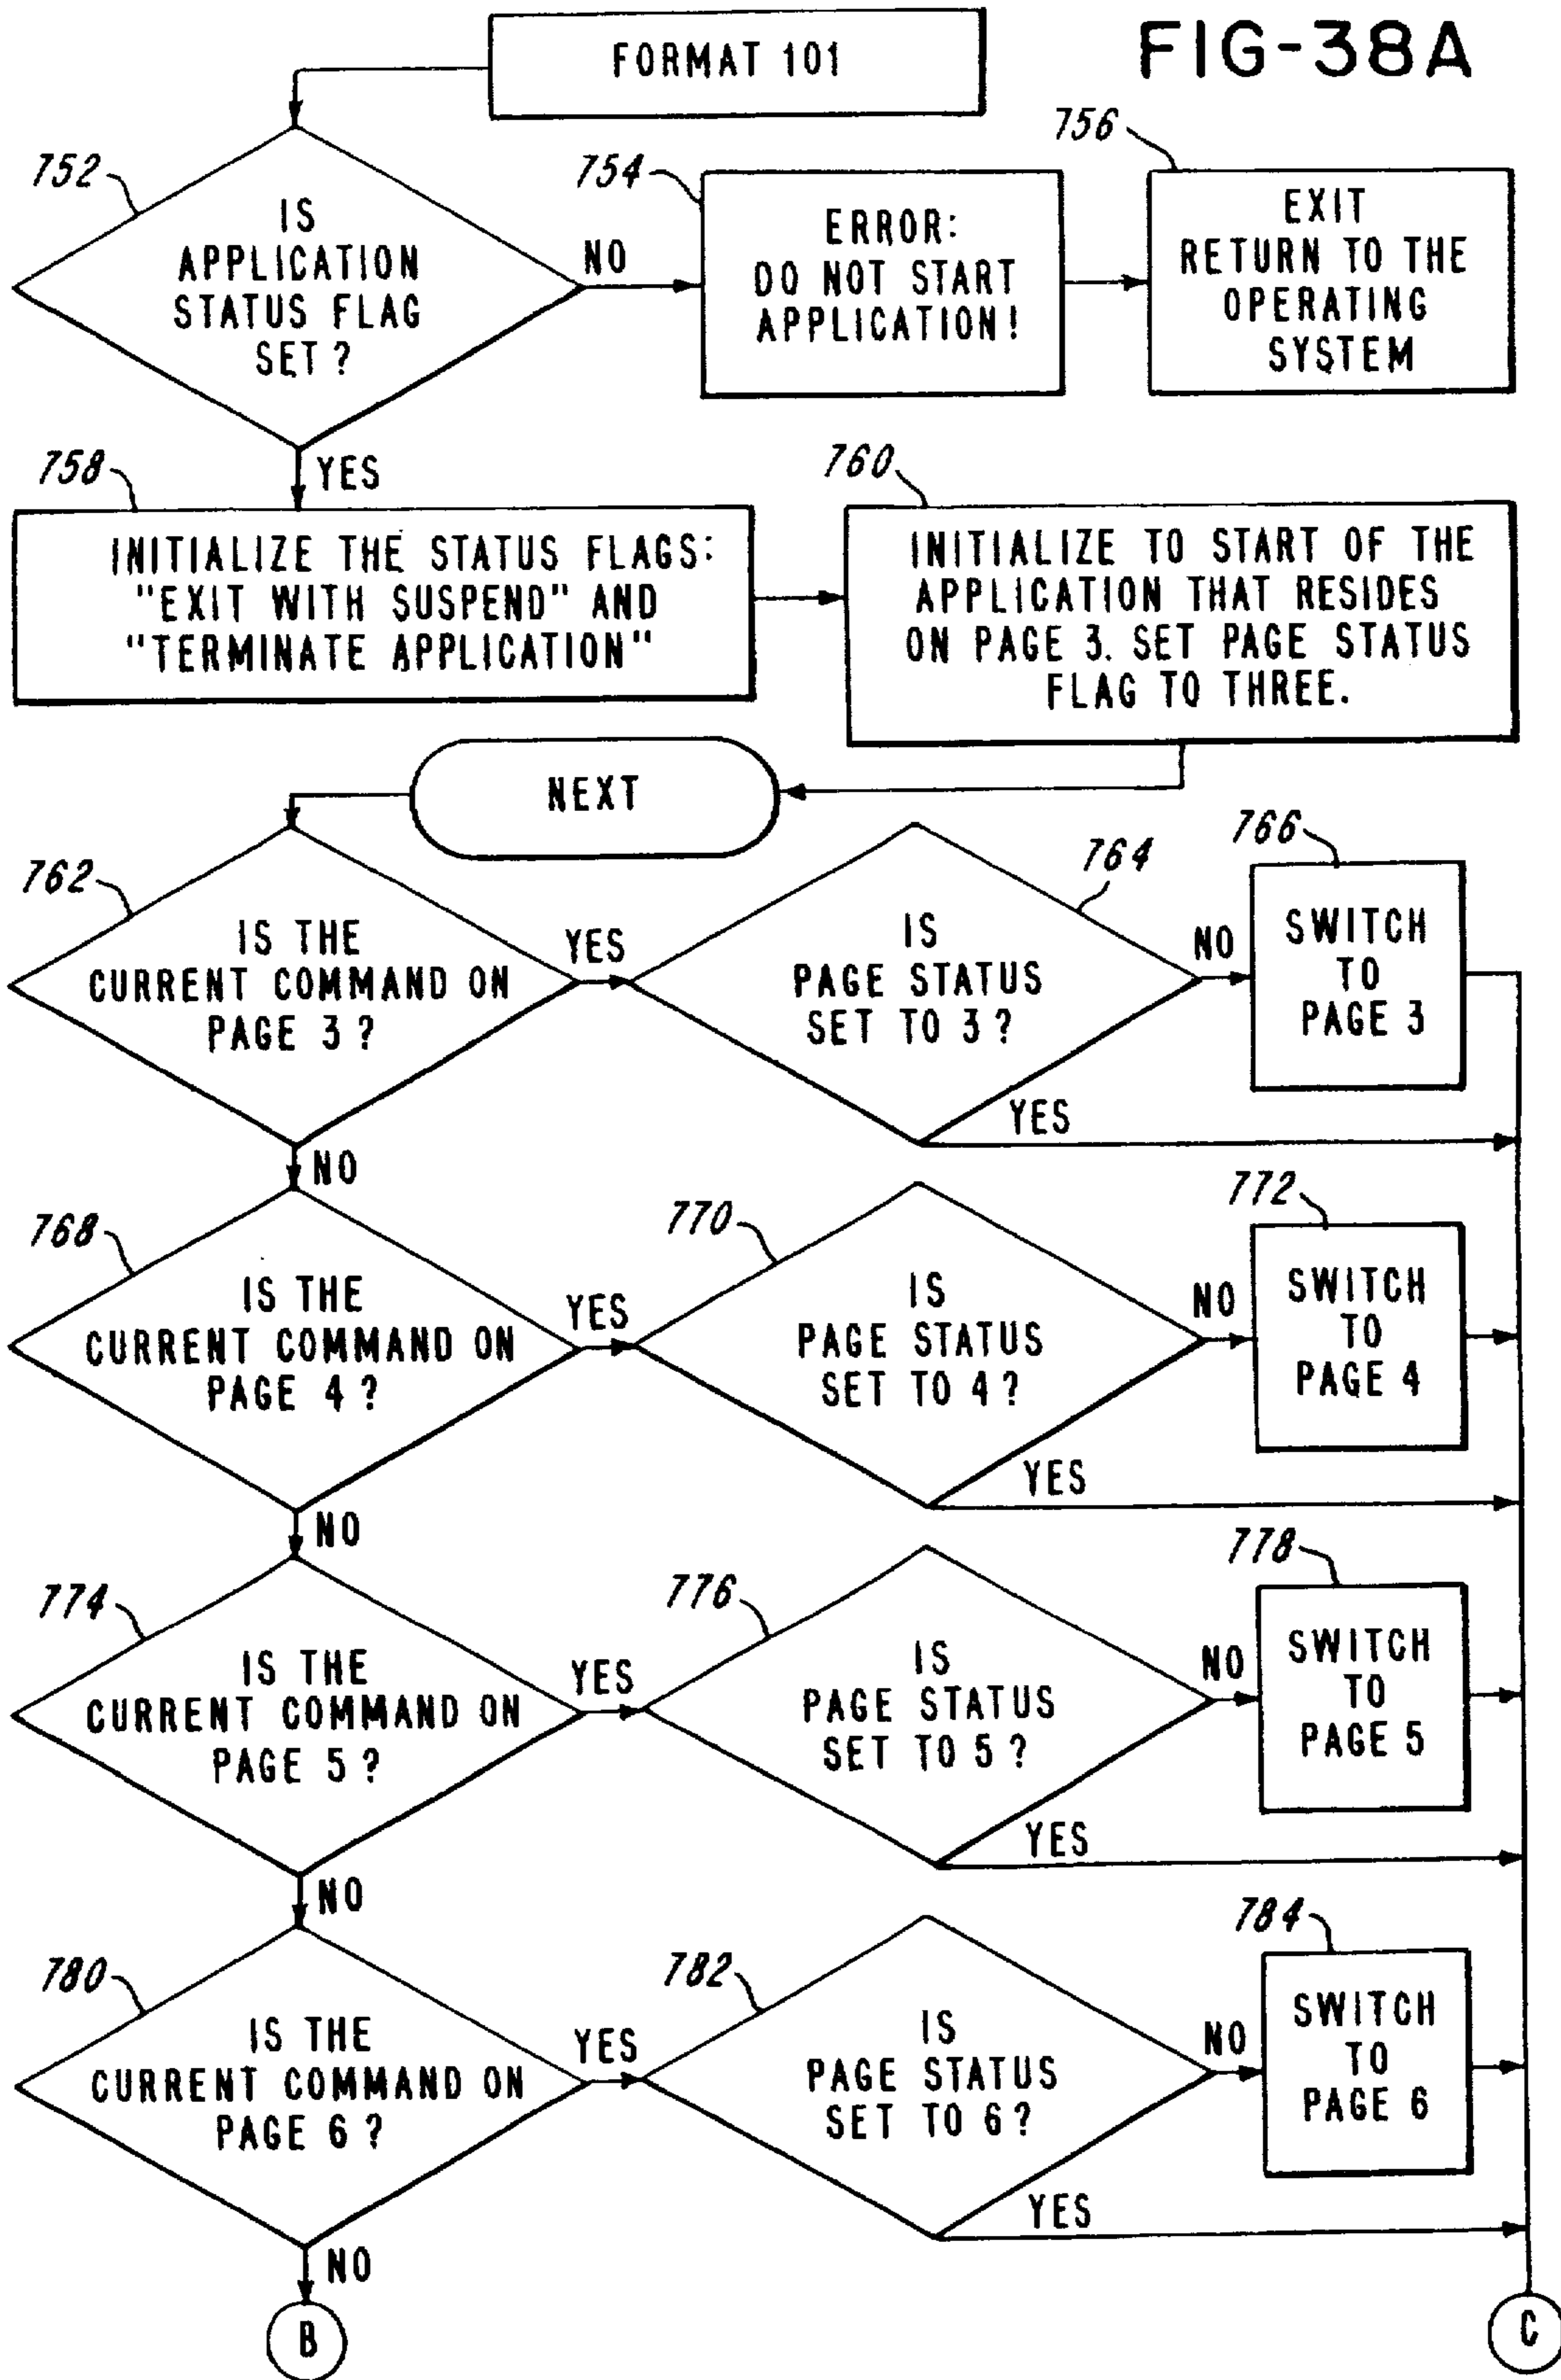 FIG-38A
FORMAT 101
752
IS
APPLICATION
STATUS FLAG
SET?
NO
YES
754
ERROR:
DO NOT START
APPLICATION!
756
EXIT
RETURN TO THE
OPERATING
SYSTEM
758
INITIALIZE THE STATUS FLAGS:
"EXIT WITH SUSPEND" AND
"TERMINATE APPLICATION"
760
INITIALIZE TO START OF THE
APPLICATION THAT RESIDES
ON PAGE 3. SET PAGE STATUS
FLAG TO THREE.
NEXT
762
IS THE
CURRENT COMMAND ON
PAGE 3?
YES
NO
764
IS
PAGE STATUS
SET TO 3?
NO
YES
766
SWITCH
TO
PAGE 3
768
IS THE
CURRENT COMMAND ON
PAGE 4?
YES
NO
770
IS
PAGE STATUS
SET TO 4?
NO
YES
772
SWITCH
TO
PAGE 4
774
IS THE
CURRENT COMMAND ON
PAGE 5?
YES
NO
776
IS
PAGE STATUS
SET TO 5?
NO
YES
778
SWITCH
TO
PAGE 5
780
IS THE
CURRENT COMMAND ON
PAGE 6?
YES
NO
782
IS
PAGE STATUS
SET TO 6?
NO
YES
784
SWITCH
TO
PAGE 6
B
C